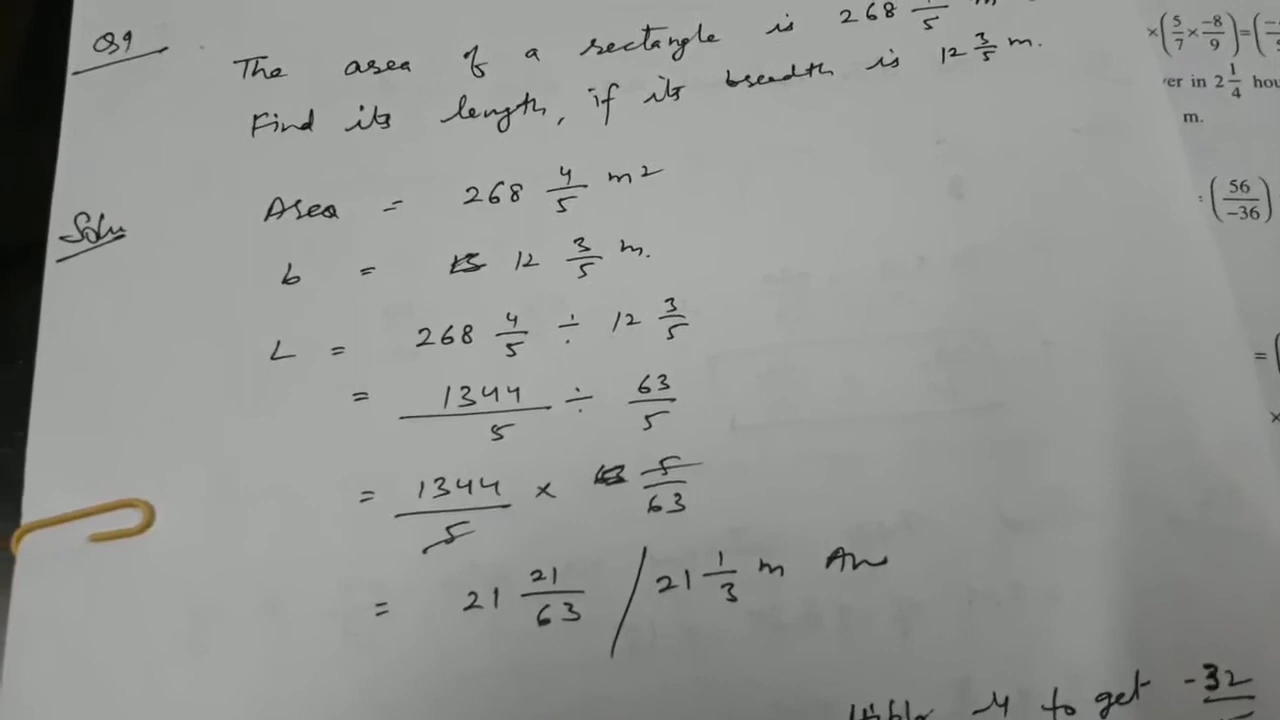 Q9
The area of a rectangle is 268 /5 m
Find its length, if its breadth is 12 3/5 m.
Soln
Area = 268 4/5 m2
b = 12 3/5 m.
L = 268 4/5 ÷ 12 3/5
= 1344/5 ÷ 63/5
= 1344/5 × 5/63
= 21 21/63 / 21 1/3 m Ans
×(5/7×-8/9)=(
er in 2 1/4 hou
m.
: (56/-36)
= (
×
y to get -32